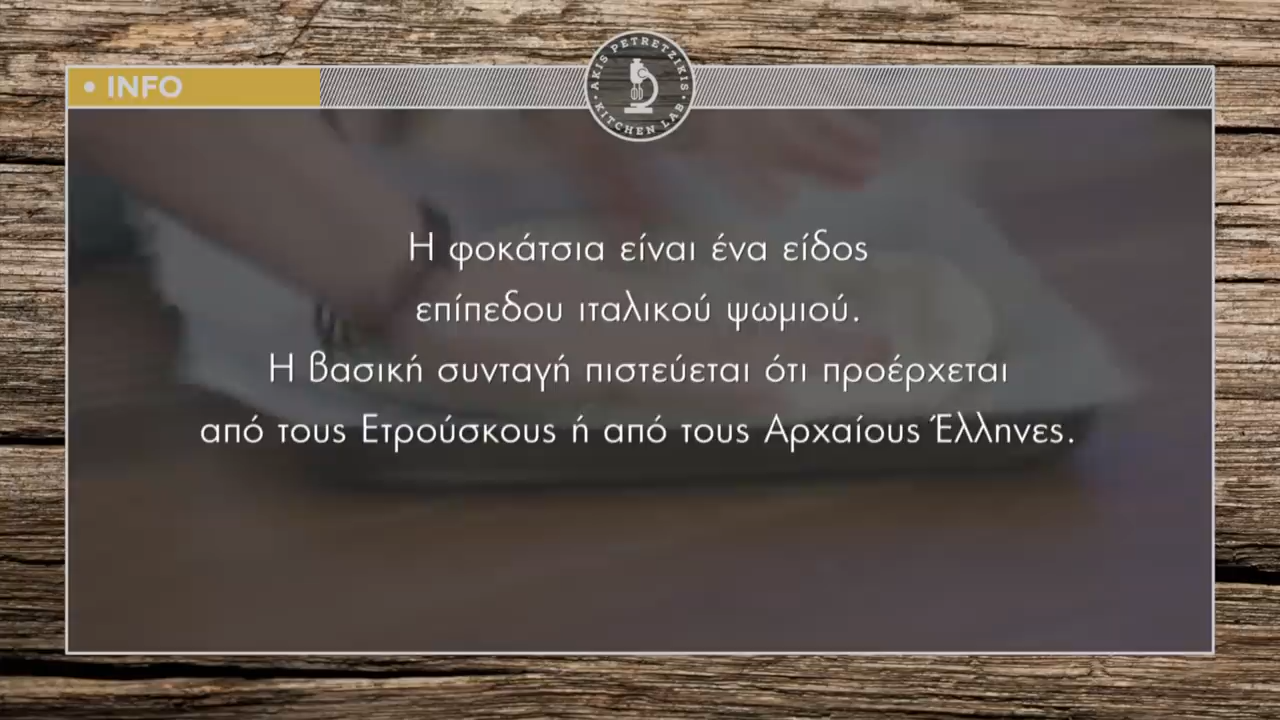 • INFO
AKIS PETRETZIKIS
• KITCHEN LAB •
Η φοκάτσια είναι ένα είδος
επίπεδου ιταλικού ψωμιού.
Η βασική συνταγή πιστεύεται ότι προέρχεται
από τους Ετρούσκους ή από τους Αρχαίους Έλληνες.